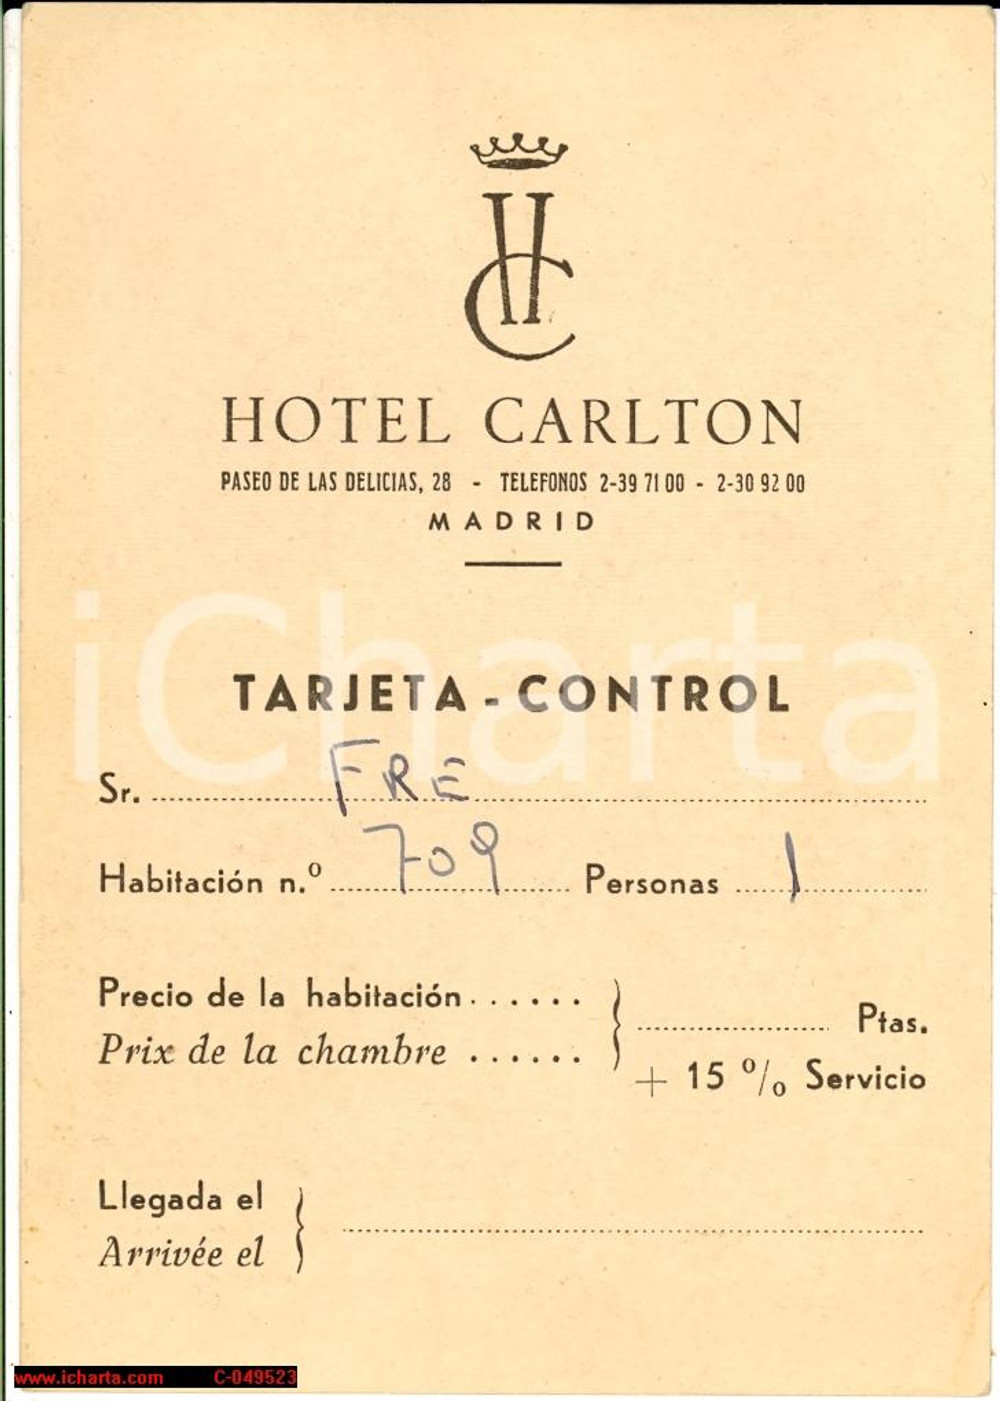 HC
HOTEL CARLTON
PASEO DE LAS DELICIAS, 28 - TELEFONOS 2-39 71 00 - 2-30 92 00
MADRID
iCharta
TARJETA - CONTROL
Sr. FRE
Habitación n.º 709 Personas 1
Precio de la habitación . . . . . .
Prix de la chambre . . . . . .
Ptas.
+ 15 % Servicio
Llegada el
Arrivée el
www.icharta.com C-049523